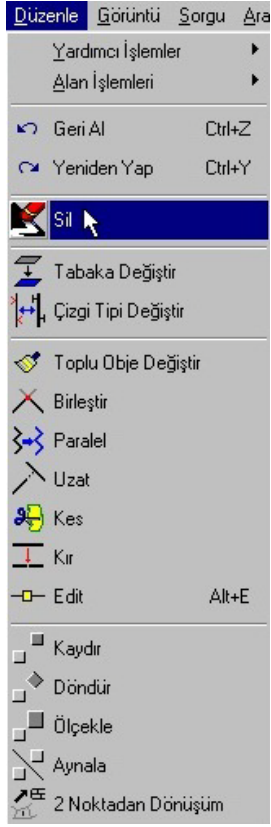 Düzenle Görüntü Sorgu Ara
Yardımcı İşlemler
Alan İşlemleri
Geri Al Ctrl+Z
Yeniden Yap Ctrl+Y
Sil
Tabaka Değiştir
Çizgi Tipi Değiştir
Toplu Obje Değiştir
Birleştir
Paralel
Uzat
Kes
Kır
Edit Alt+E
Kaydır
Döndür
Ölçekle
Aynala
2 Noktadan Dönüşüm